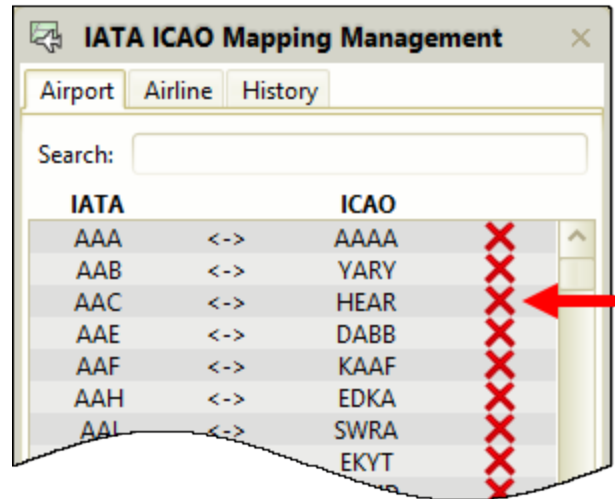 IATA ICAO Mapping Management
Airport Airline History
Search:
IATA ICAO
AAA <-> AAAA
AAB <-> YARY
AAC <-> HEAR
AAE <-> DABB
AAF <-> KAAF
AAH <-> EDKA
<-> SWRA
EKYT